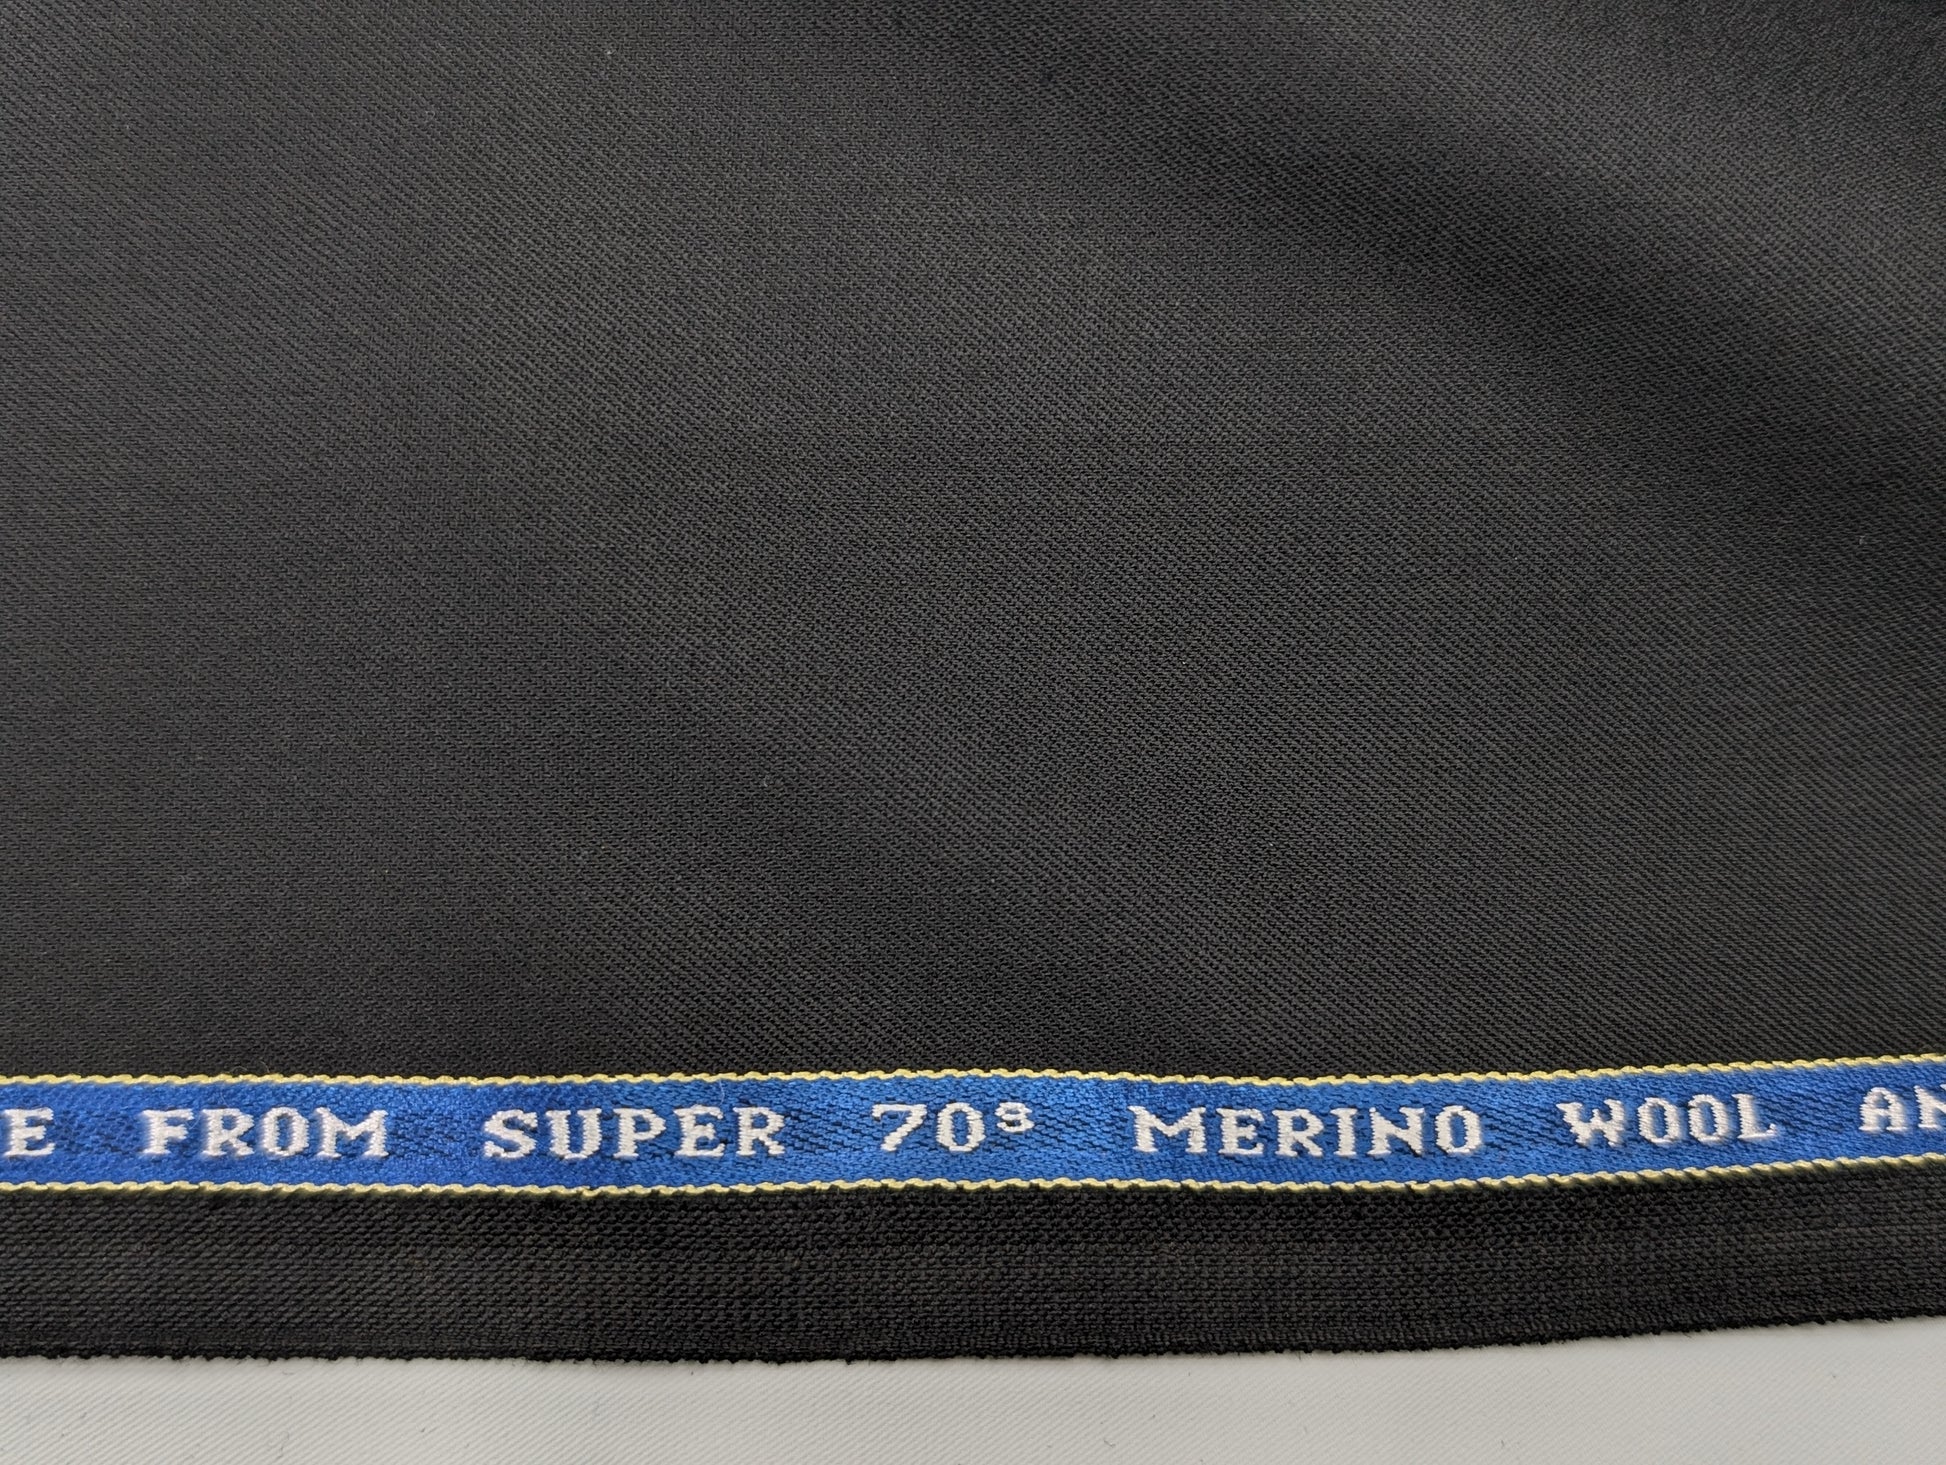 E FROM SUPER 70s MERINO WOOL AN